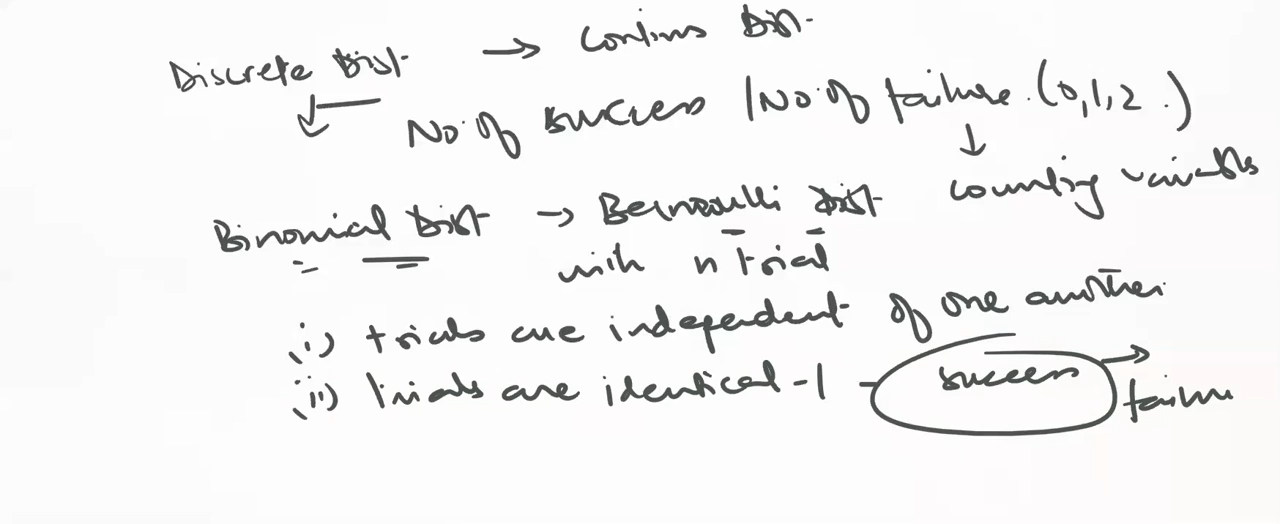 Discrete Dist → Contins Dist.
No. of success / No. of failure. (0,1,2 .)
Binomial Dist → Bernoulli Dist counting variables
with n trial
(i) trials are independent of one another
(ii) trials are identical - 1 - success → failure